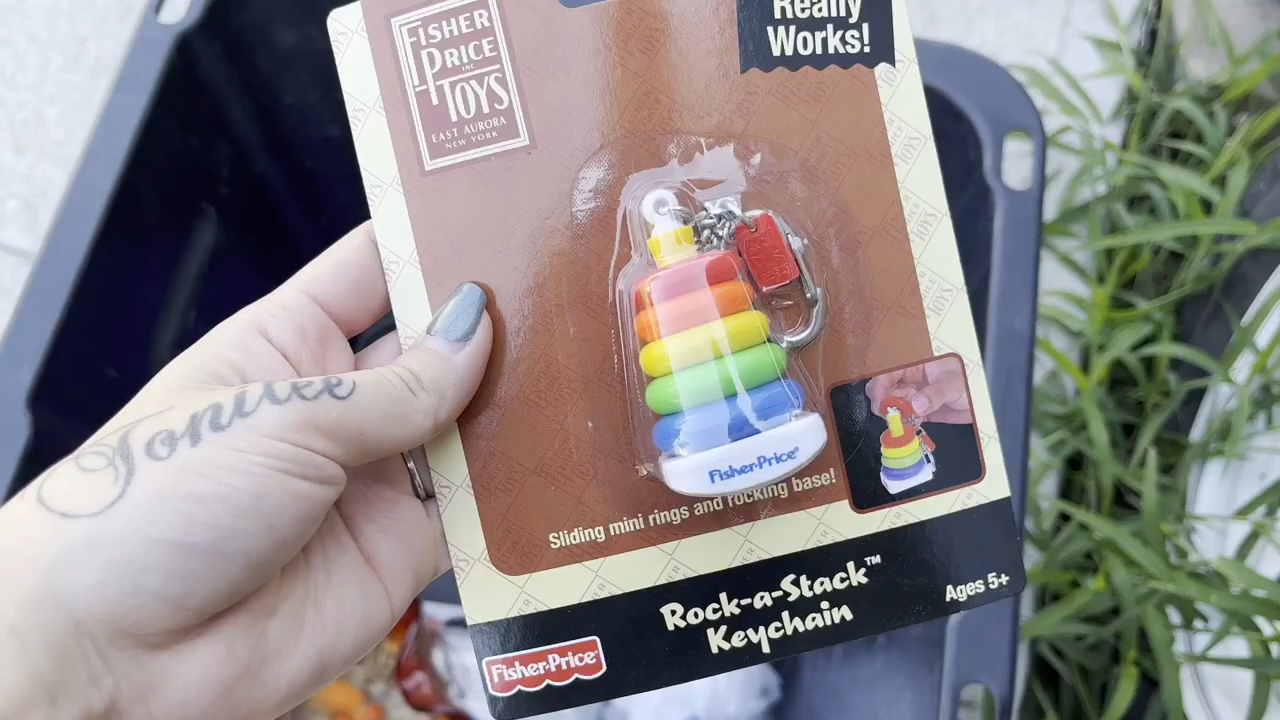 FISHER
PRICE
INC
TOYS
EAST AURORA
NEW YORK
Really
Works!
Tonilee
Fisher-Price®
Sliding mini rings and rocking base!
Rock-a-Stack™
Keychain
Ages 5+
Fisher-Price®